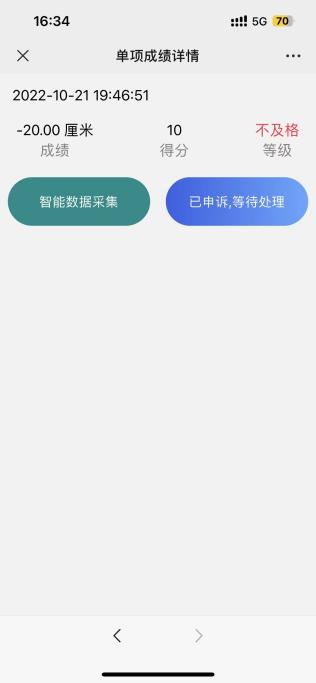 16:34
5G 70
单项成绩详情
2022-10-21 19:46:51
-20.00 厘米 10 不及格
成绩 得分 等级
智能数据采集 已申诉,等待处理